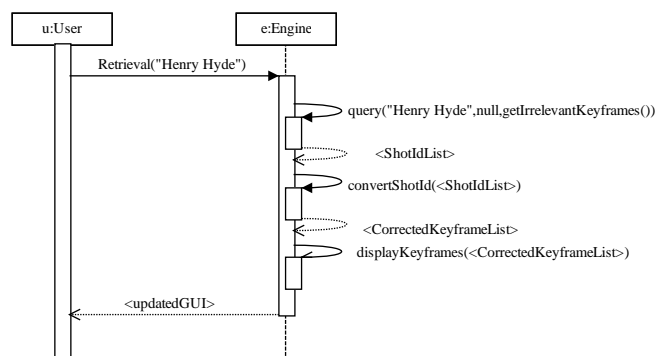 u:User
e:Engine
Retrieval("Henry Hyde")
query("Henry Hyde",null,getIrrelevantKeyframes())
<ShotIdList>
convertShotId(<ShotIdList>)
<CorrectedKeyframeList>
displayKeyframes(<CorrectedKeyframeList>)
<updatedGUI>